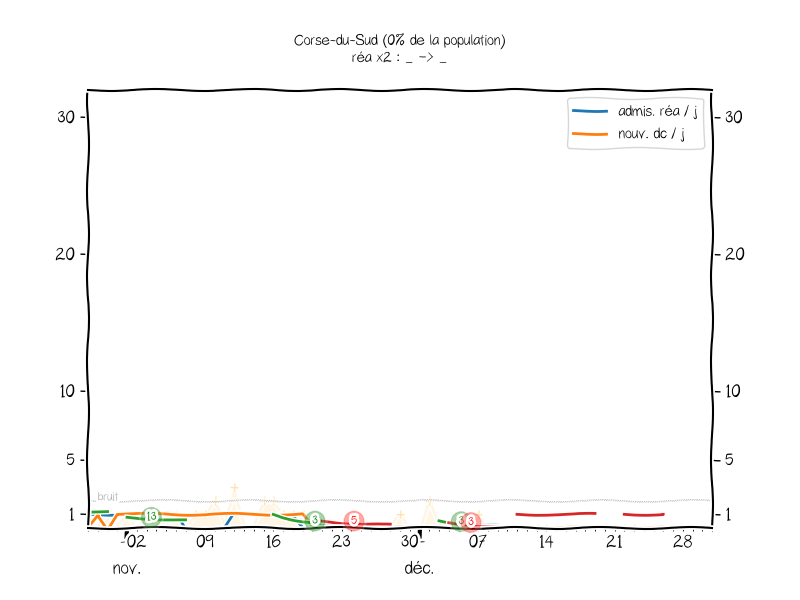 Corse-du-Sud (0% de la population)
réa x2 : _ -> _
admis. réa / j
nouv. dc / j
30 30
20 20
10 10
5 5
bruit
1 13 3 5 3 3 1
02 09 16 23 30 07 14 21 28
nov. déc.